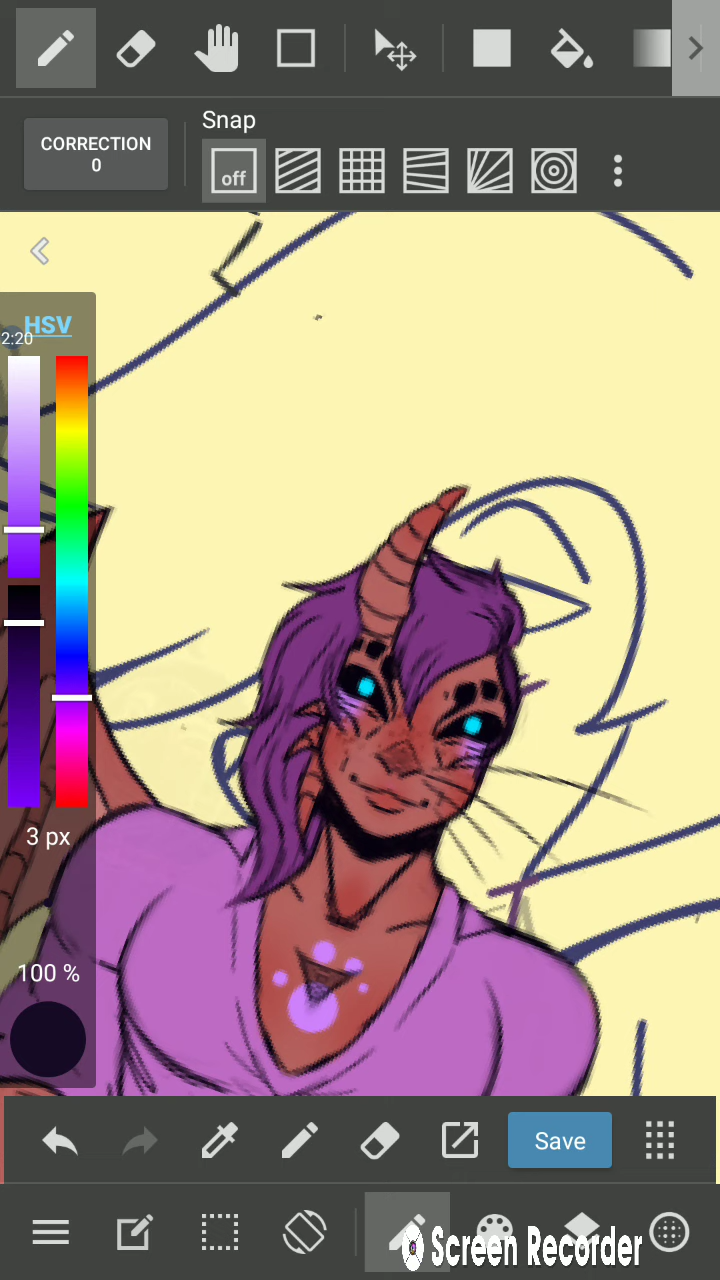 Snap
CORRECTION
0
off
HSV
2:20
3 px
100 %
Save
Screen Recorder